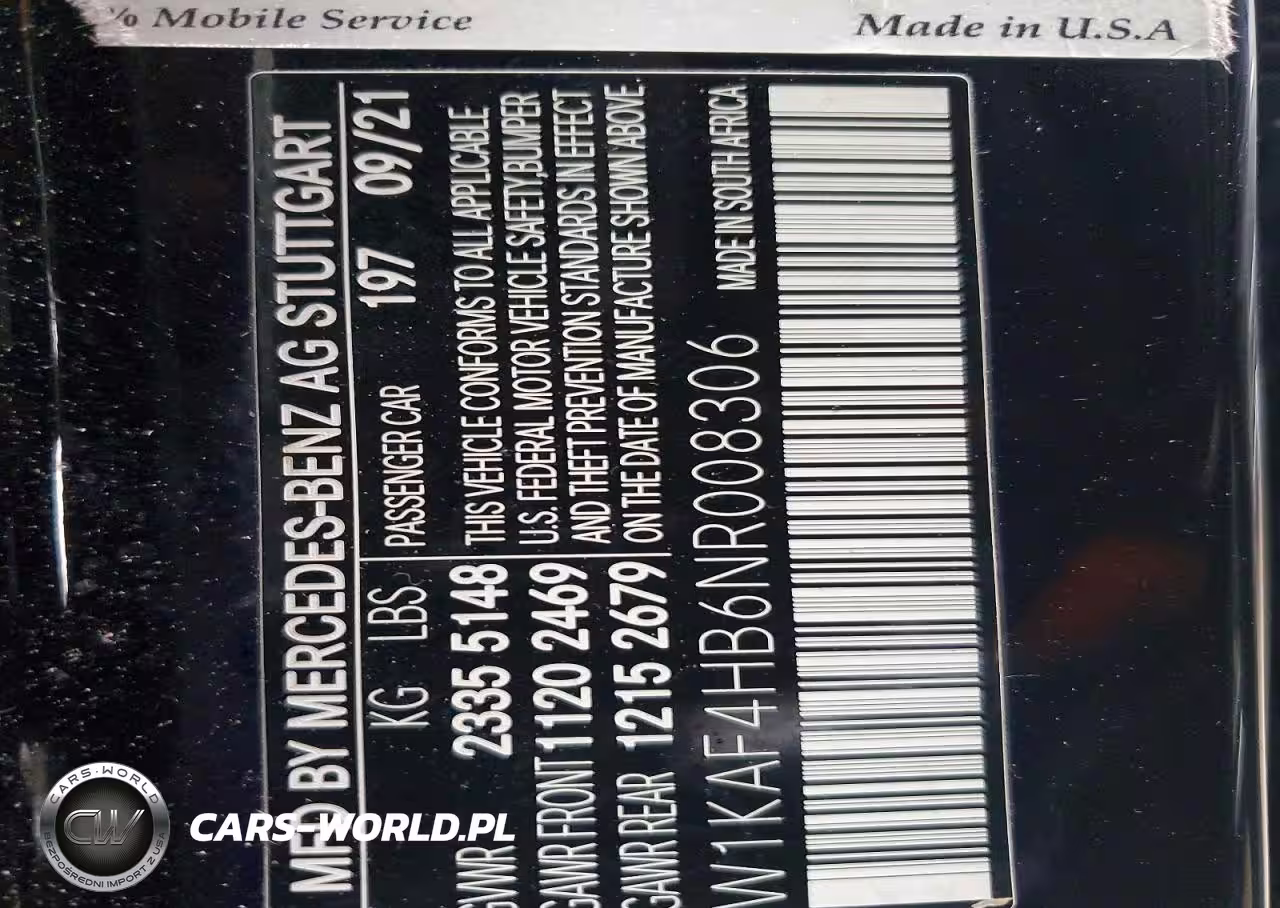 % Mobile Service
Made in U.S.A
MFD BY MERCEDES-BENZ AG STUTTGART
KG LBS PASSENGER CAR 197 09/21
GVWR 2335 5148
GAWR FRONT 1120 2469
GAWR REAR 1215 2679
THIS VEHICLE CONFORMS TO ALL APPLICABLE
U.S. FEDERAL MOTOR VEHICLE SAFETY,BUMPER
AND THEFT PREVENTION STANDARDS IN EFFECT
ON THE DATE OF MANUFACTURE SHOWN ABOVE
W1KAF4HB6NR008306 MADE IN SOUTH AFRICA
CARS-WORLD
CW
BEZPOŚREDNI IMPORT Z USA
CARS-WORLD.PL